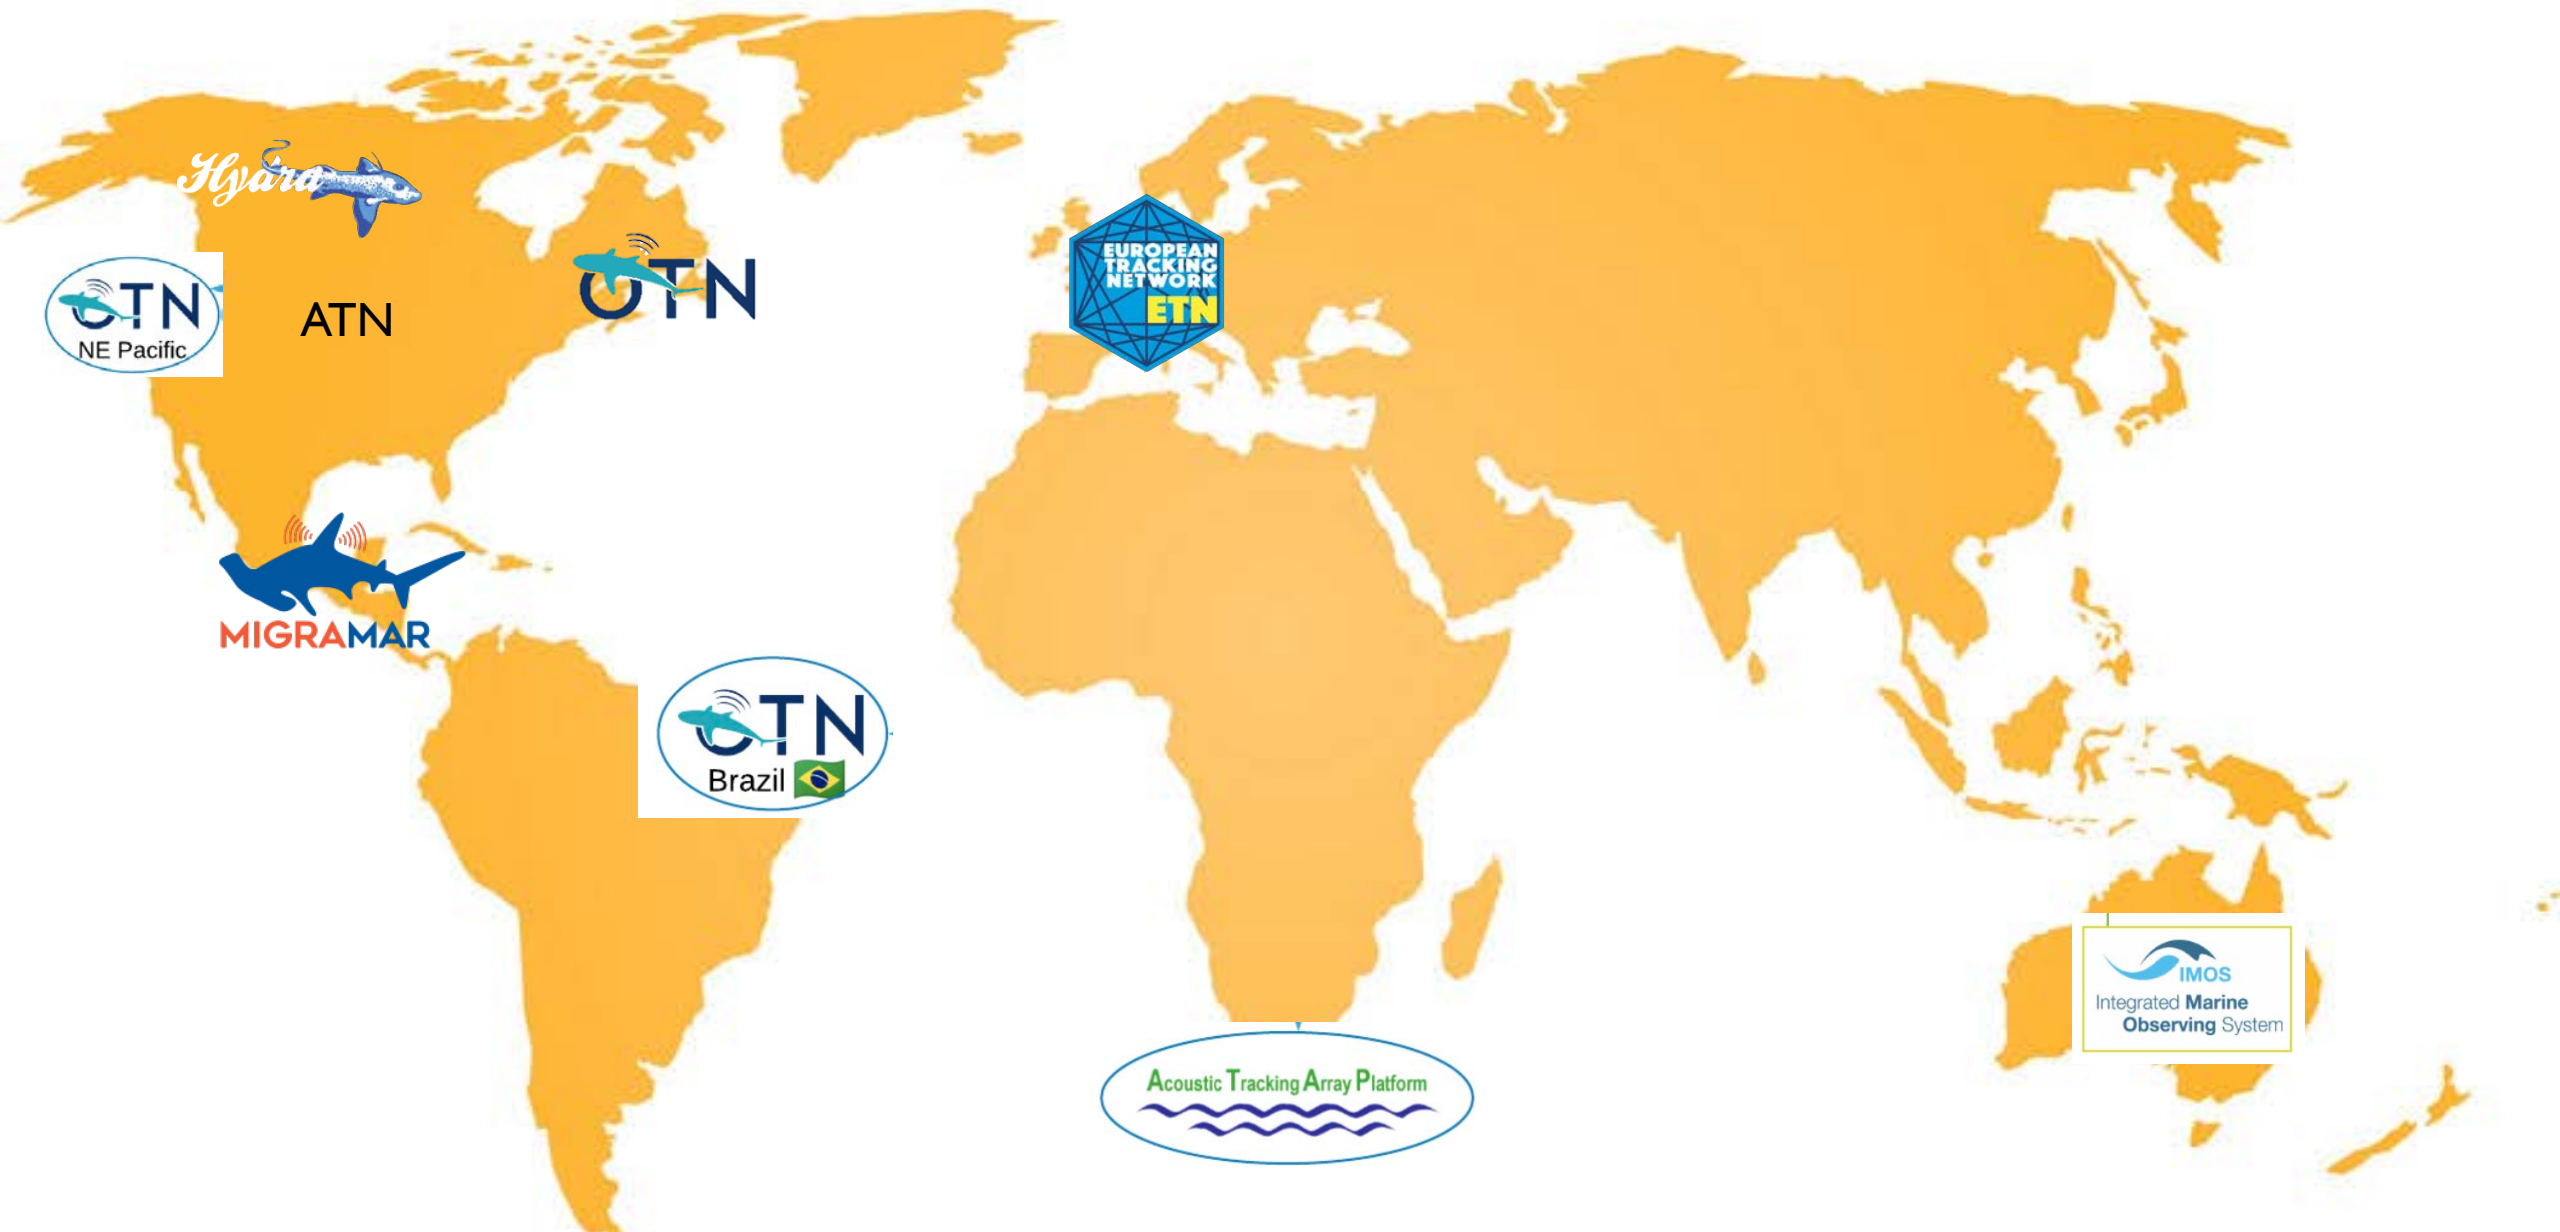 Hydra
OTN
NE Pacific
ATN
OTN
EUROPEAN
TRACKING
NETWORK
ETN
MIGRAMAR
OTN
Brazil
Acoustic Tracking Array Platform
IMOS
Integrated Marine
Observing System